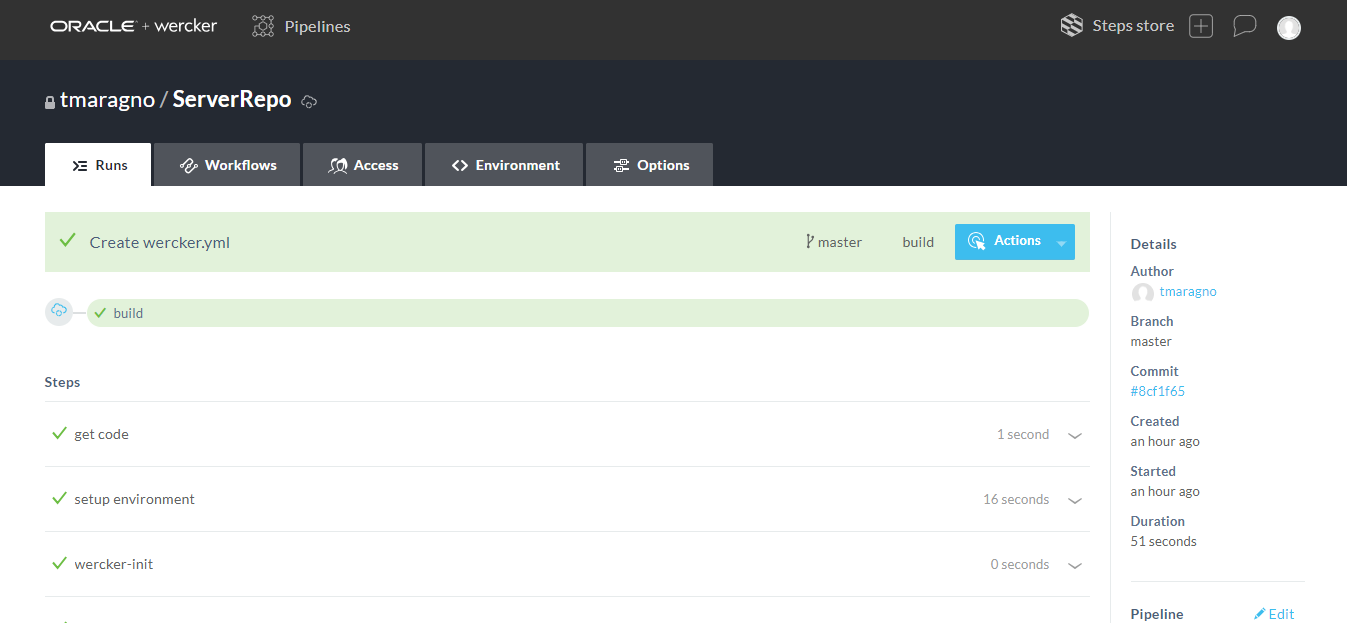 ORACLE + wercker Pipelines Steps store
tmaragno / ServerRepo
Runs Workflows Access Environment Options
Create wercker.yml master build Actions
build
Steps
get code 1 second
setup environment 16 seconds
wercker-init 0 seconds
Details
Author
tmaragno
Branch
master
Commit
#8cf1f65
Created
an hour ago
Started
an hour ago
Duration
51 seconds
Pipeline Edit